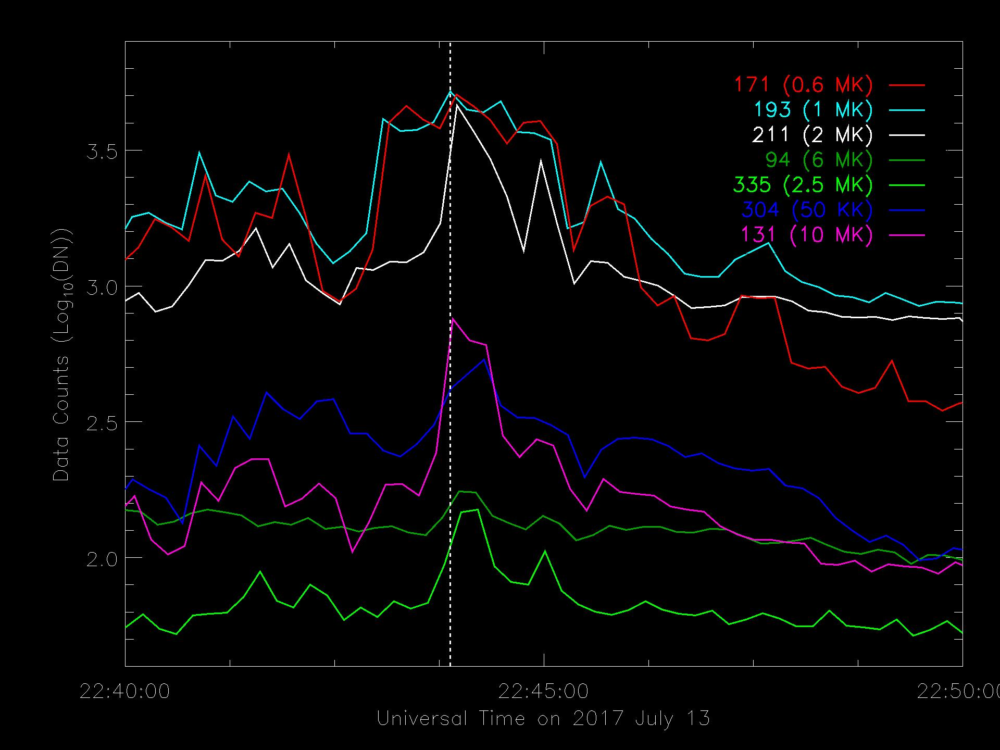 171 (0.6 MK)
193 (1 MK)
211 (2 MK)
94 (6 MK)
335 (2.5 MK)
304 (50 KK)
131 (10 MK)
3.5
3.0
2.5
2.0
Data Counts (Log10(DN))
22:40:00 22:45:00 22:50:00
Universal Time on 2017 July 13